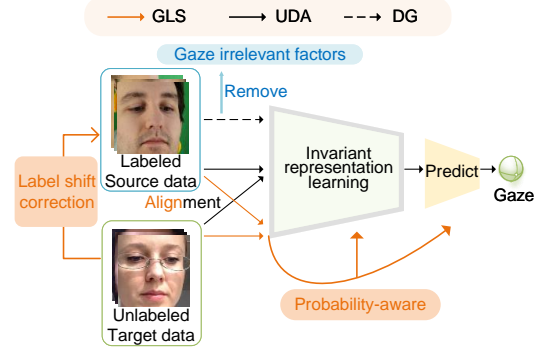 GLS UDA DG
Gaze irrelevant factors
Remove
Labeled
Source data
Label shift
correction
Alignment
Invariant
representation
learning
Predict
Gaze
Unlabeled
Target data
Probability-aware